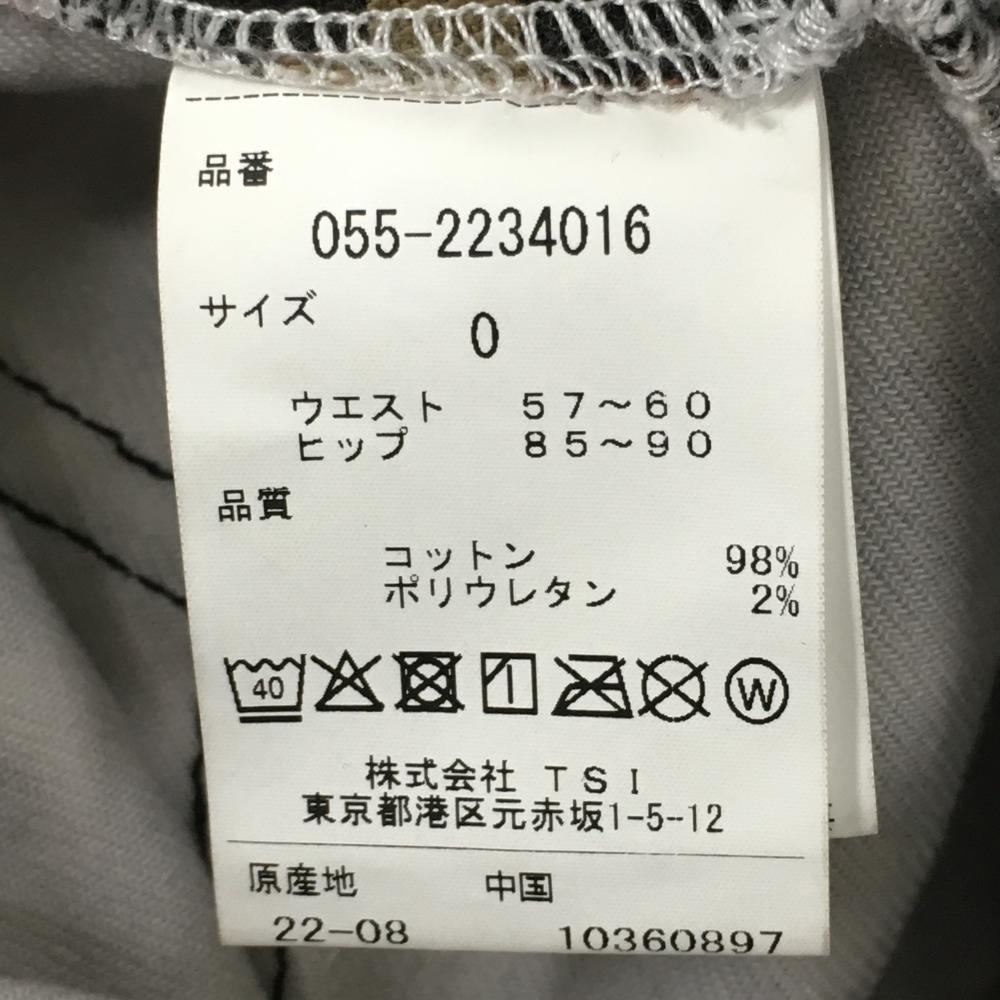 品番
055-2234016
サイズ
0
ウエスト 57～60
ヒップ 85～90
品質
コットン 98%
ポリウレタン 2%
40 W
株式会社 TSI
東京都港区元赤坂1-5-12
原産地 中国
22-08 10360897